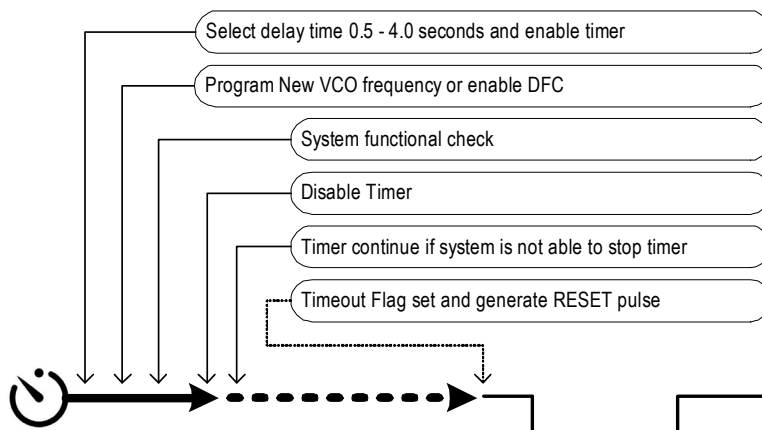 Select delay time 0.5 - 4.0 seconds and enable timer
Program New VCO frequency or enable DFC
System functional check
Disable Timer
Timer continue if system is not able to stop timer
Timeout Flag set and generate RESET pulse